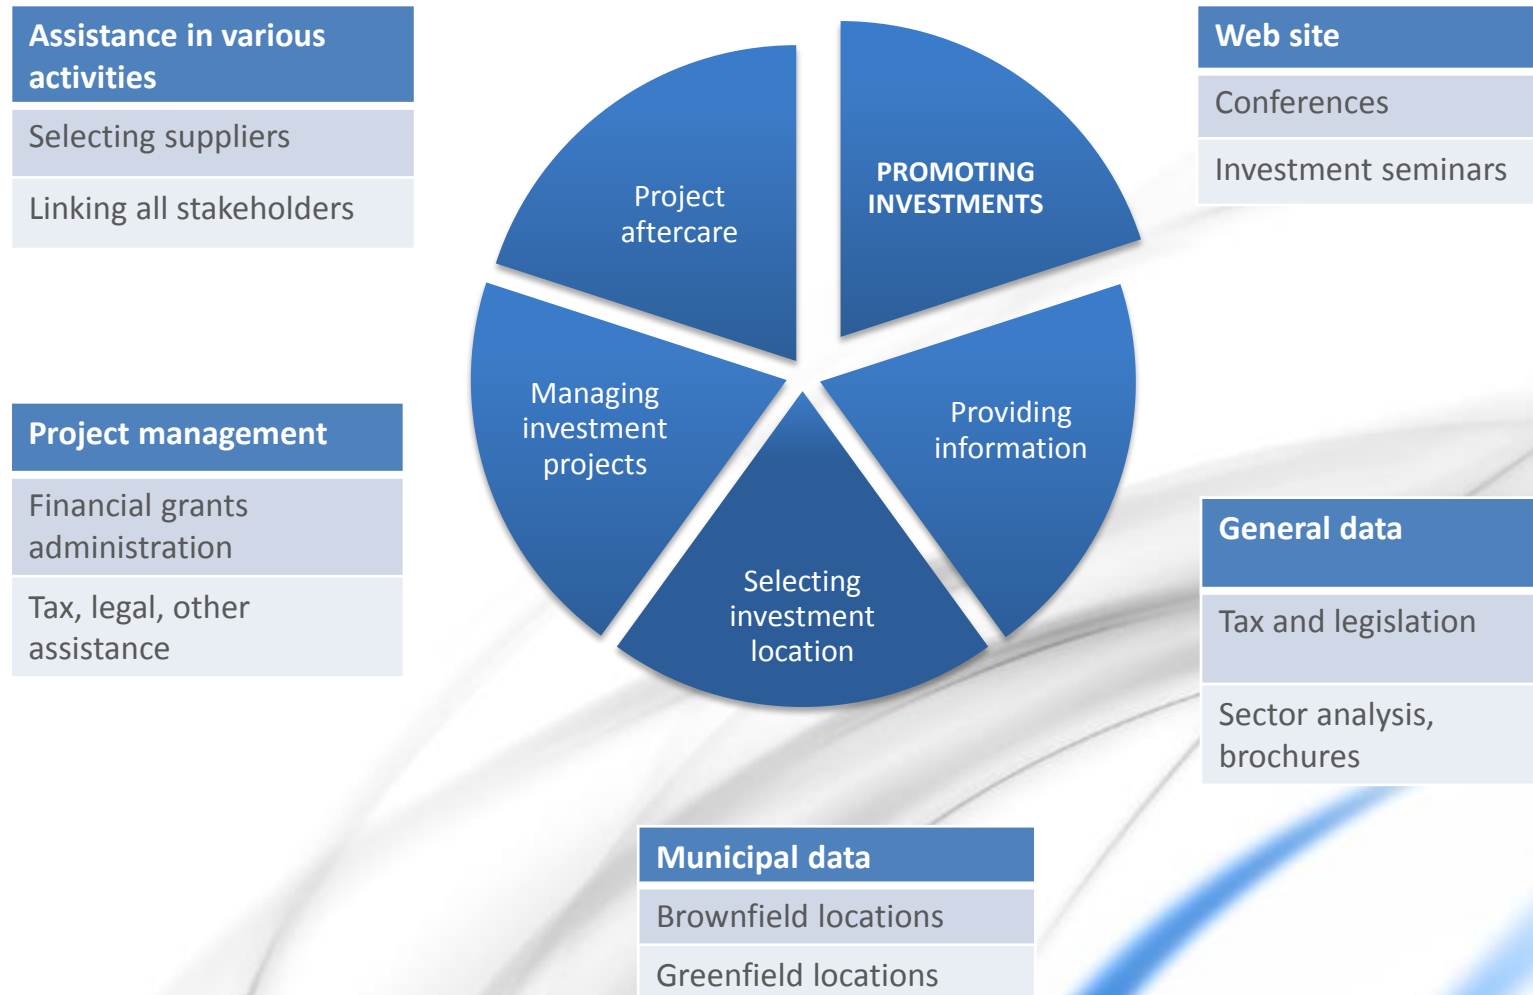 Assistance in various
activities
Selecting suppliers
Linking all stakeholders
Web site
Conferences
Investment seminars
PROMOTING
INVESTMENTS
Project
aftercare
Managing
investment
projects
Providing
information
Selecting
investment
location
Project management
Financial grants
administration
Tax, legal, other
assistance
General data
Tax and legislation
Sector analysis,
brochures
Municipal data
Brownfield locations
Greenfield locations